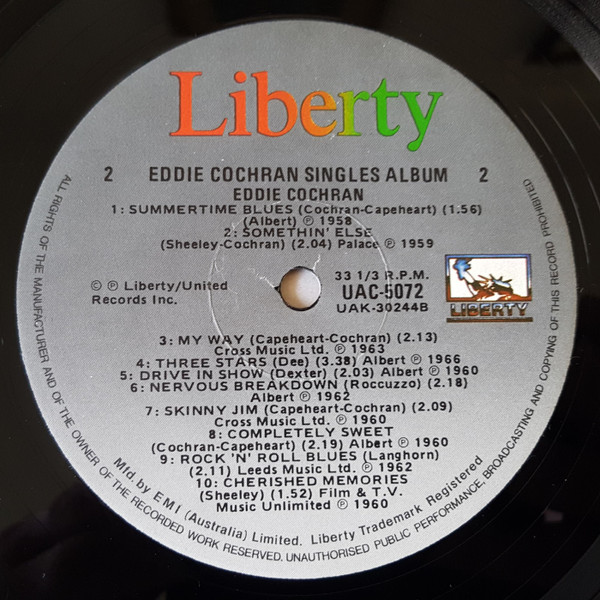 Liberty
2 EDDIE COCHRAN SINGLES ALBUM 2
EDDIE COCHRAN
1: SUMMERTIME BLUES (Cochran-Capeheart) (1.56)
(Albert) ℗ 1958
2: SOMETHIN' ELSE
(Sheeley-Cochran) (2.04) Palace ℗ 1959
© ℗ Liberty/United
Records Inc.
33 1/3 R.P.M.
UAC-5072
UAK-30244B
LIBERTY
3: MY WAY (Capeheart-Cochran) (2.13)
Cross Music Ltd. ℗ 1963
4: THREE STARS (Dee) (3.38) Albert ℗ 1966
5: DRIVE IN SHOW (Dexter) (2.03) Albert ℗ 1960
6: NERVOUS BREAKDOWN (Roccuzzo) (2.18)
Albert ℗ 1962
7: SKINNY JIM (Capeheart-Cochran) (2.09)
Cross Music Ltd. ℗ 1960
8: COMPLETELY SWEET
(Cochran-Capeheart) (2.19) Albert ℗ 1960
9: ROCK 'N' ROLL BLUES (Langhorn)
(2.11) Leeds Music Ltd. ℗ 1962
10: CHERISHED MEMORIES
(Sheeley) (1.52) Film & T.V.
Music Unlimited ℗ 1960
Mfd. by EMI (Australia) Limited. Liberty Trademark Registered
ALL RIGHTS OF THE MANUFACTURER AND OF THE OWNER OF THE RECORDED WORK RESERVED. UNAUTHORISED PUBLIC PERFORMANCE, BROADCASTING AND COPYING OF THIS RECORD PROHIBITED